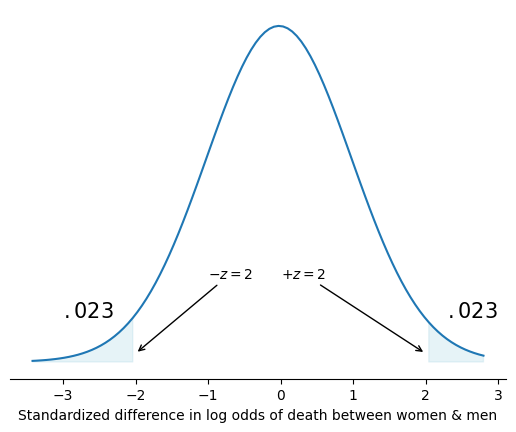 −z = 2
+z = 2
.023
.023
−3 −2 −1 0 1 2 3
Standardized difference in log odds of death between women & men